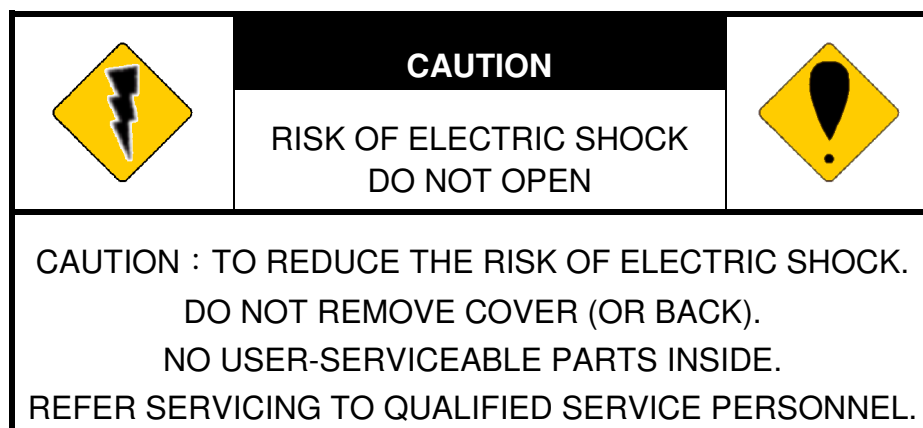 CAUTION
RISK OF ELECTRIC SHOCK
DO NOT OPEN
CAUTION：TO REDUCE THE RISK OF ELECTRIC SHOCK.
DO NOT REMOVE COVER (OR BACK).
NO USER-SERVICEABLE PARTS INSIDE.
REFER SERVICING TO QUALIFIED SERVICE PERSONNEL.